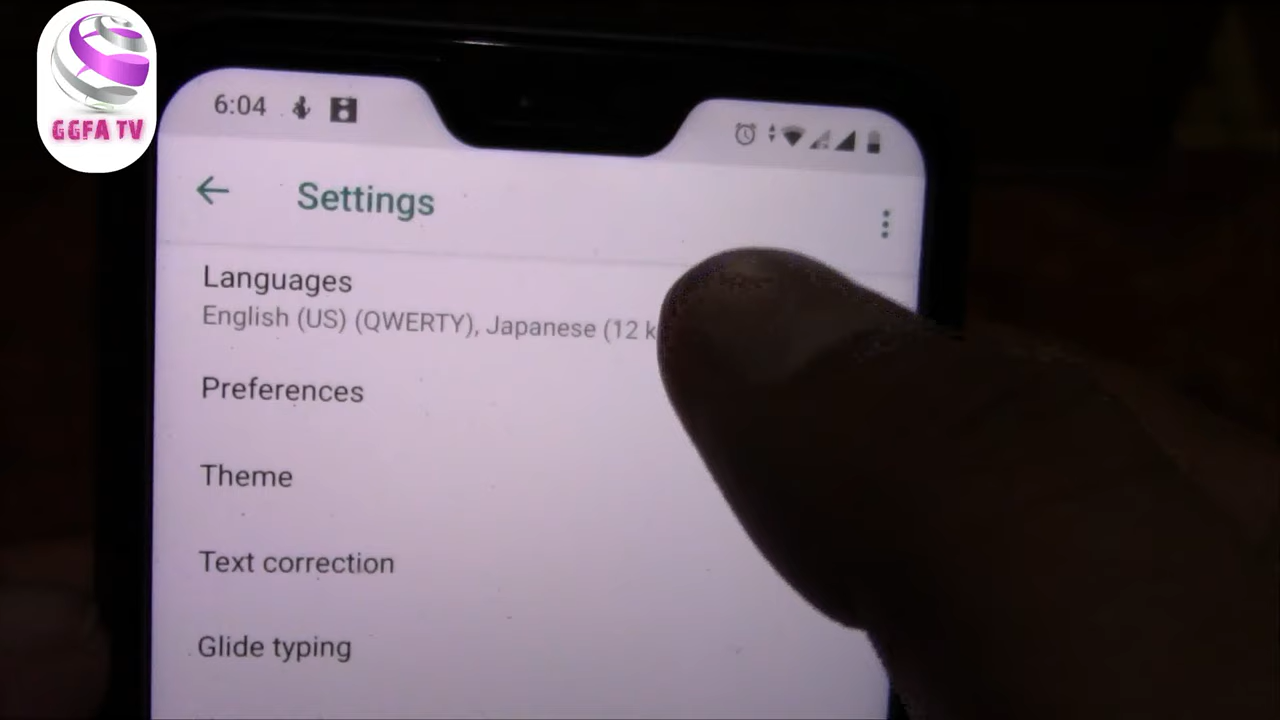 GGFA TV
6:04
Settings
Languages
English (US) (QWERTY), Japanese (12 k
Preferences
Theme
Text correction
Glide typing